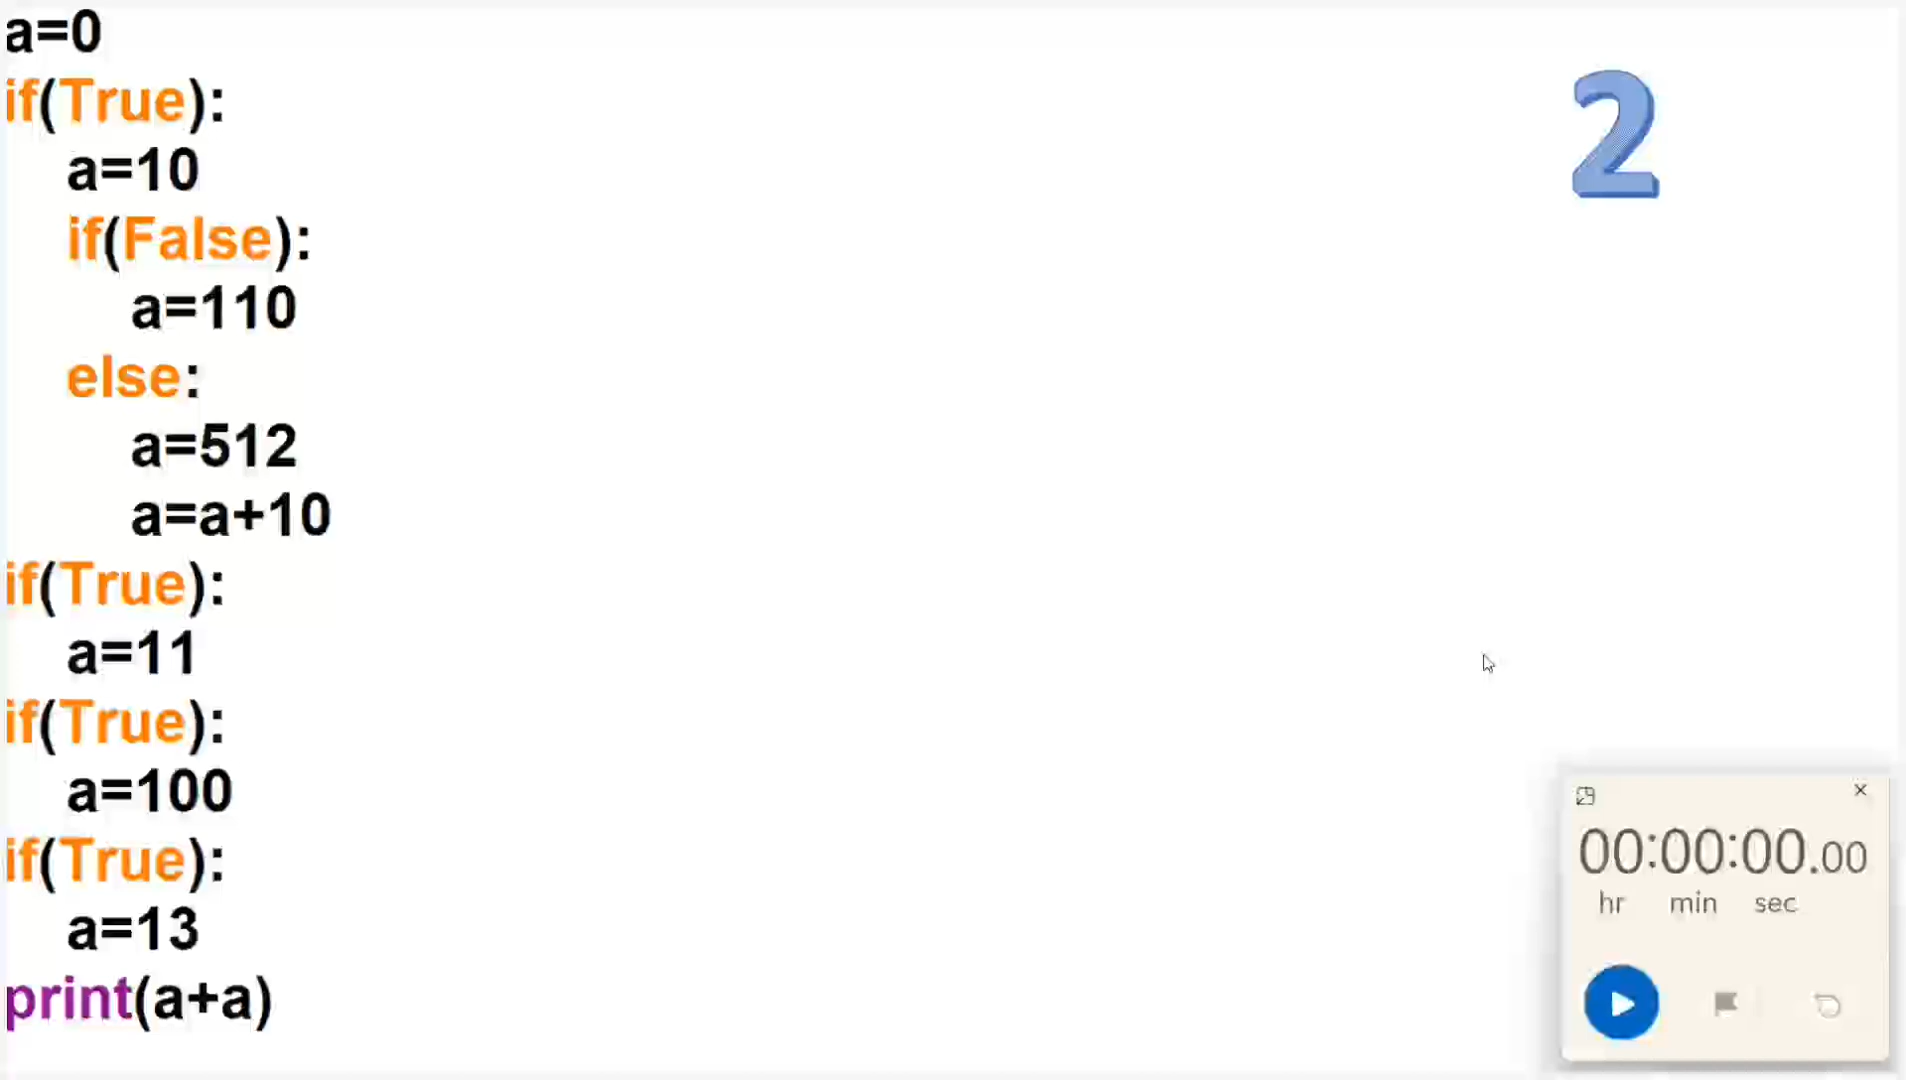 a=0
if(True):
    a=10
    if(False):
        a=110
    else:
        a=512
        a=a+10
if(True):
    a=11
if(True):
    a=100
if(True):
    a=13
print(a+a)
2
00:00:00.00
hr min sec